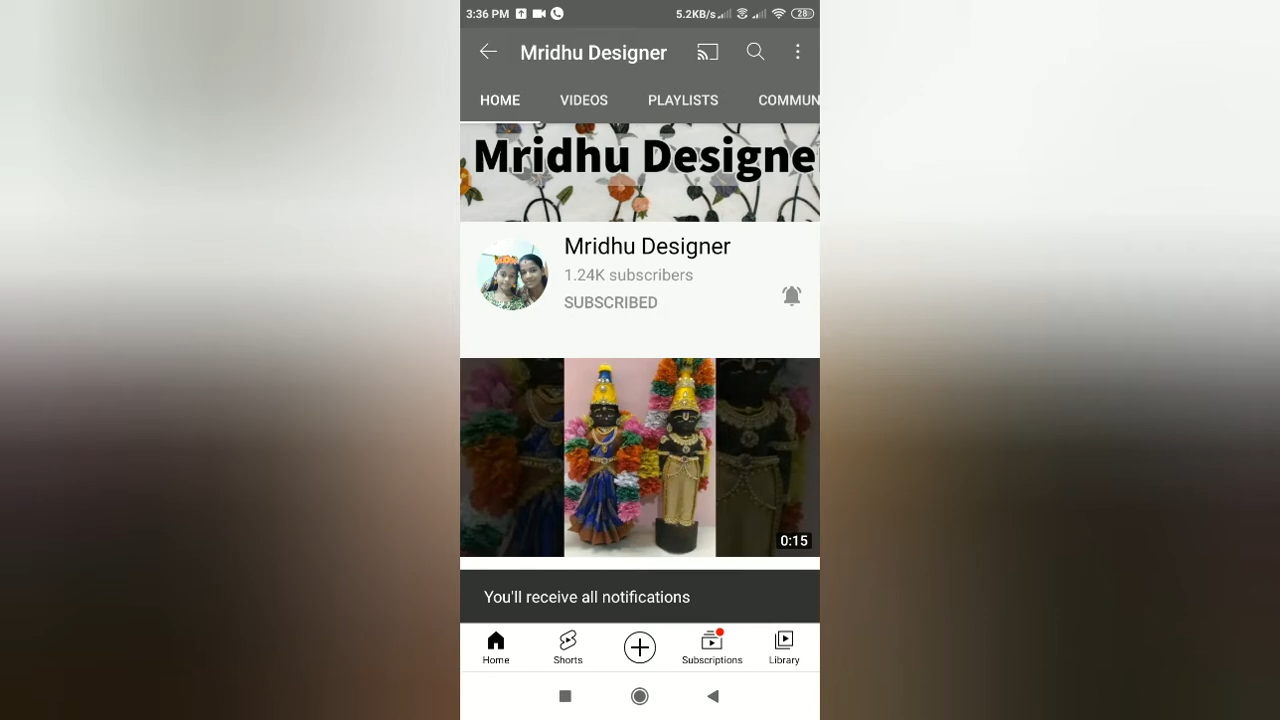 3:36 PM 5.2KB/s 28
Mridhu Designer
HOME VIDEOS PLAYLISTS COMMUN
Mridhu Designe
Mridhu Designer
1.24K subscribers
SUBSCRIBED
0:15
You'll receive all notifications
Home Shorts Subscriptions Library